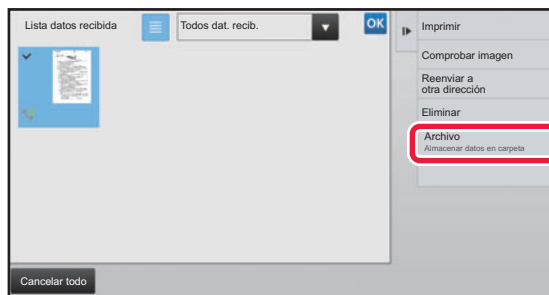 Lista datos recibida
Todos dat. recib.
OK
Imprimir
Comprobar imagen
Reenviar a
otra dirección
Eliminar
Archivo
Almacenar datos en carpeta
Cancelar todo